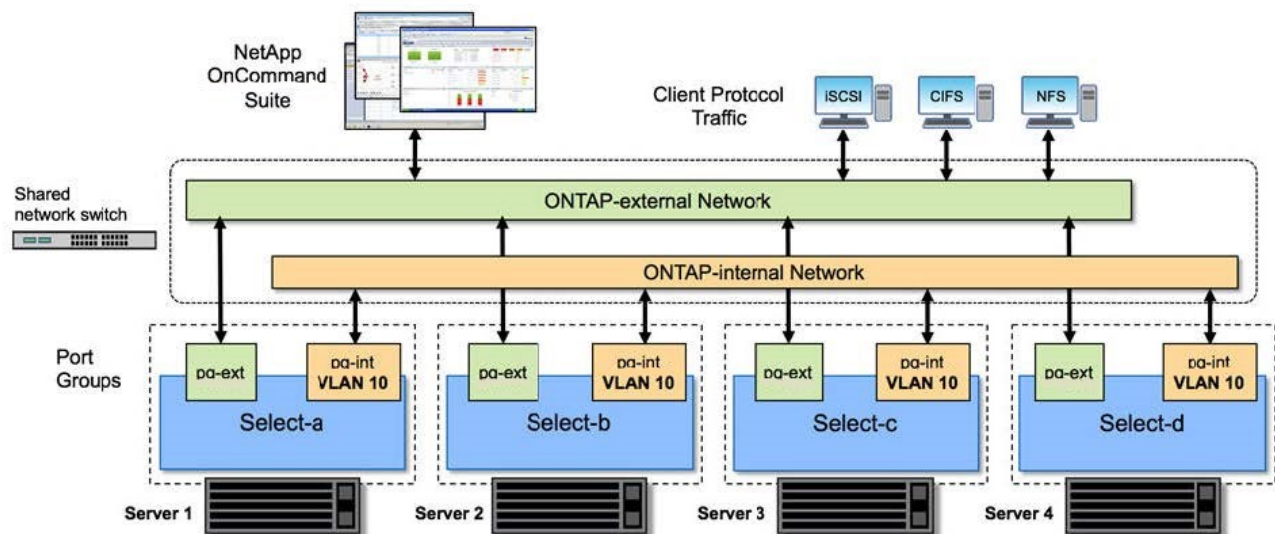 NetApp
OnCommand
Suite
Client Protocol
Traffic
iSCSI
CIFS
NFS
Shared
network switch
ONTAP-external Network
ONTAP-internal Network
Port
Groups
pg-ext
pg-int
VLAN 10
Select-a
pg-ext
pg-int
VLAN 10
Select-b
pg-ext
pg-int
VLAN 10
Select-c
pg-ext
pg-int
VLAN 10
Select-d
Server 1
Server 2
Server 3
Server 4